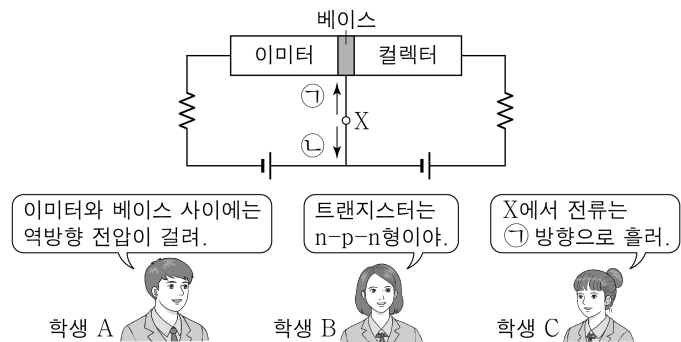 베이스
이미터
컬렉터
㉠
X
㉡
이미터와 베이스 사이에는
역방향 전압이 걸려.
트랜지스터는
n-p-n형이야.
X에서 전류는
㉠ 방향으로 흘러.
학생 A
학생 B
학생 C